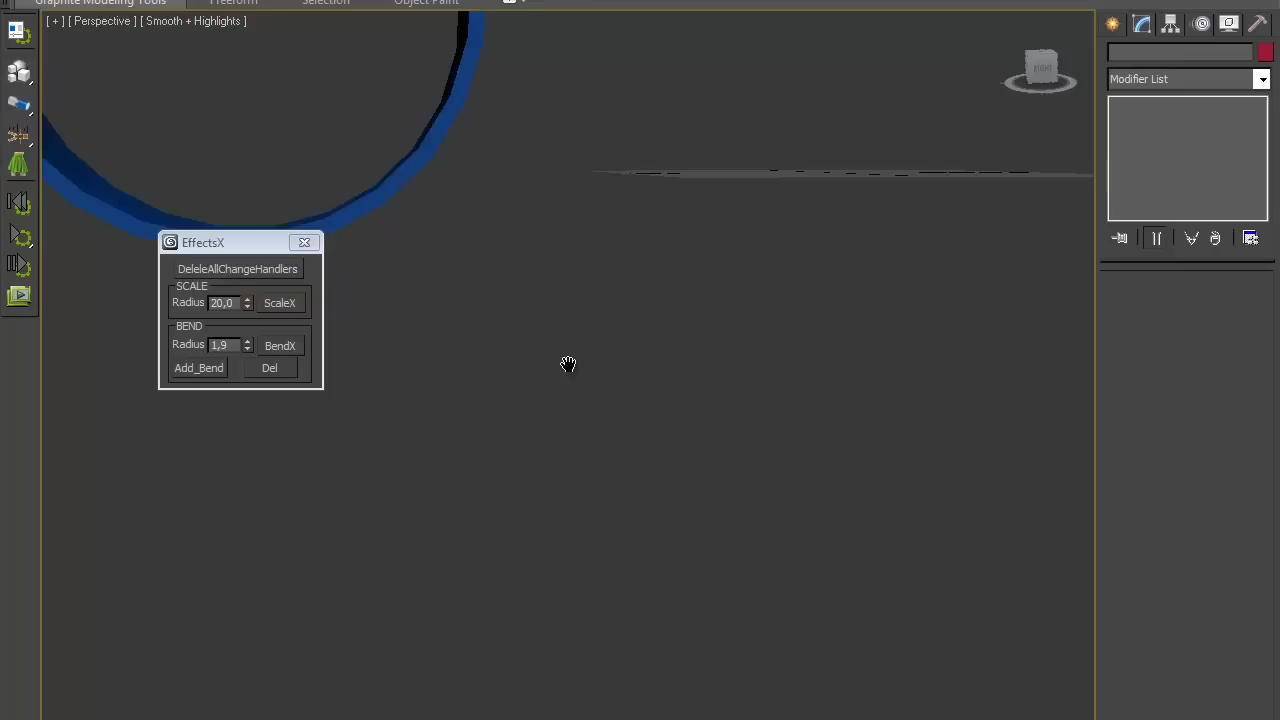 Graphite Modeling Tools Freeform Selection Object Paint
[ + ] [ Perspective ] [ Smooth + Highlights ]
RIGHT
Modifier List
EffectsX
DeleleAllChangeHandlers
SCALE
Radius 20,0 ScaleX
BEND
Radius 1,9 BendX
Add_Bend Del